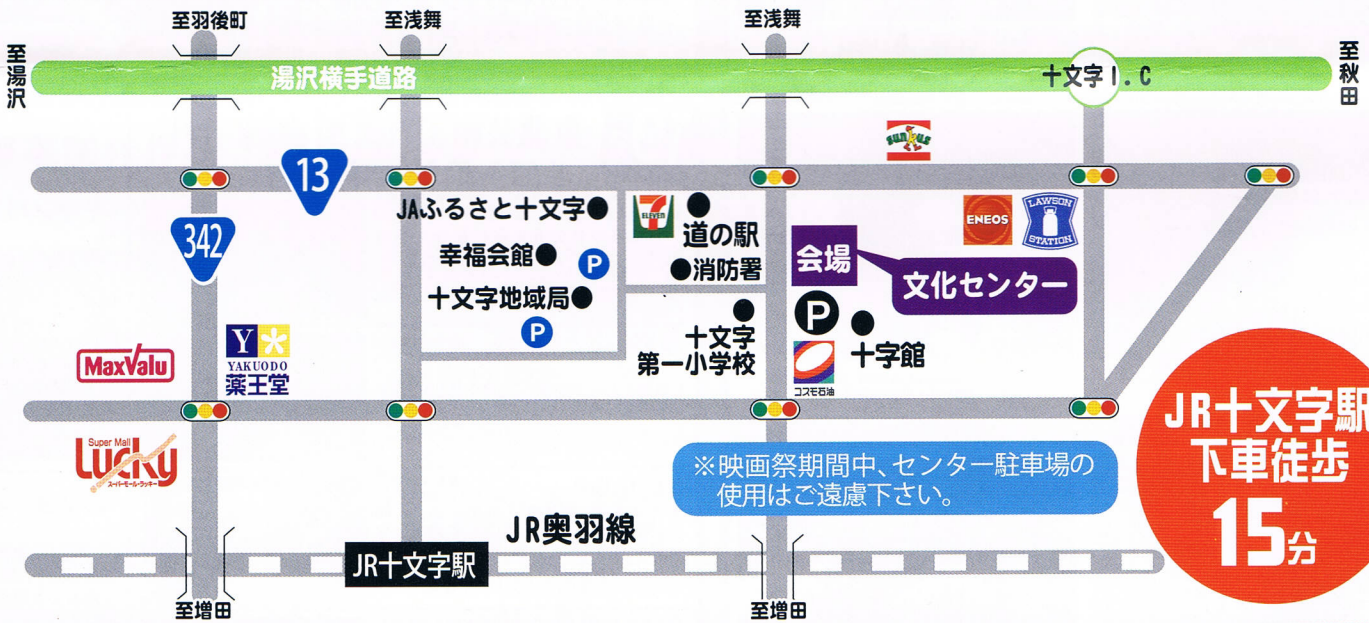 至羽後町
至浅舞
至浅舞
至湯沢
湯沢横手道路
十文字I.C
至秋田
sunkus
13
342
JAふるさと十文字
幸福会館
P
十文字地域局
P
ELEVEN
道の駅
消防署
会場
文化センター
ENEOS
LAWSON
STATION
P
十文字
第一小学校
十字館
コスモ石油
MaxValu
YAKUODO
薬王堂
Super Mall
Lucky
スーパーモールラッキー
※映画祭期間中、センター駐車場の
使用はご遠慮下さい。
JR十文字駅
下車徒歩
15分
JR奥羽線
JR十文字駅
至増田
至増田